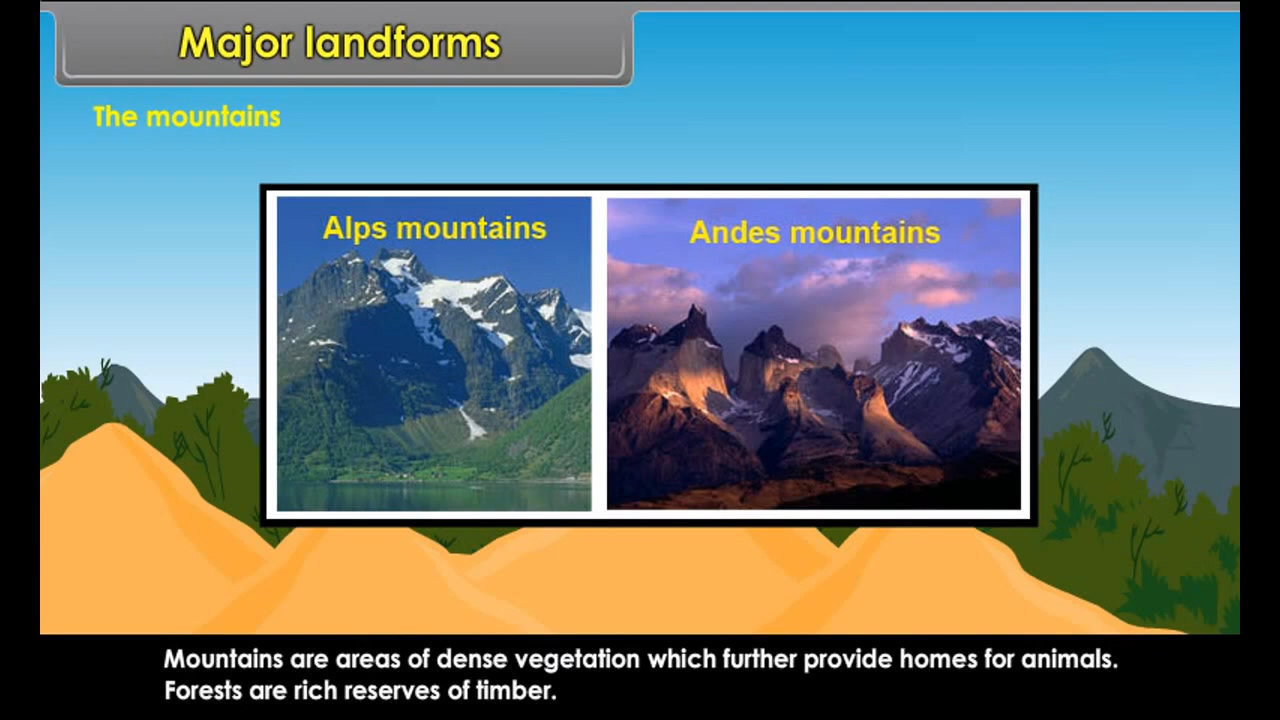 Major landforms
The mountains
Alps mountains
Andes mountains
Mountains are areas of dense vegetation which further provide homes for animals.
Forests are rich reserves of timber.